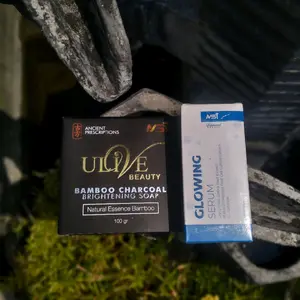 ANCIENT
PRESCRIPTIONS
ULIVE
BEAUTY
BAMBOO CHARCOAL
BRIGHTENING SOAP
Natural Essence Bamboo
100 gr
GLOWING
SERUM